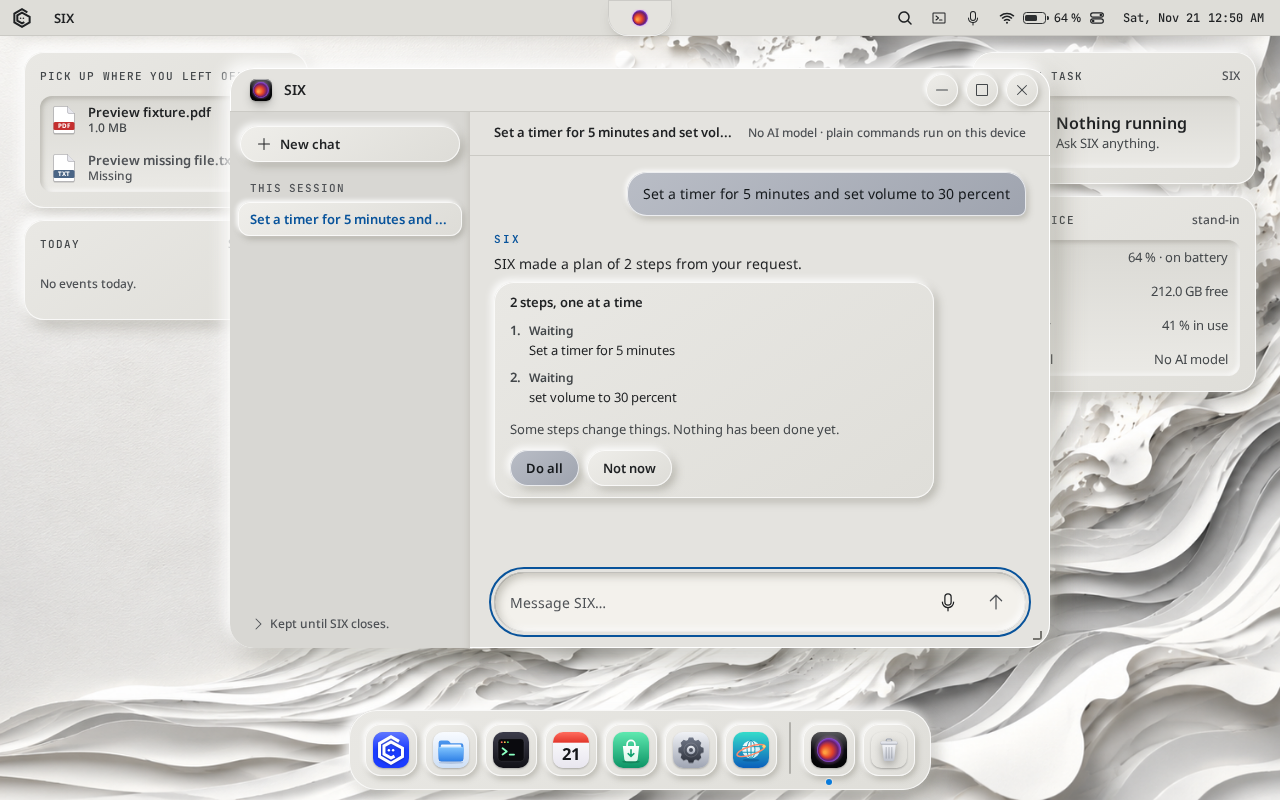 SIX
64 %
Sat, Nov 21 12:50 AM
PICK UP WHERE YOU LEFT
Preview fixture.pdf
1.0 MB
Preview missing file.
Missing
TODAY
No events today.
SIX
New chat
THIS SESSION
Set a timer for 5 minutes and ...
Kept until SIX closes.
Set a timer for 5 minutes and set vol...
No AI model · plain commands run on this device
Set a timer for 5 minutes and set volume to 30 percent
SIX
SIX made a plan of 2 steps from your request.
2 steps, one at a time
1. Waiting
Set a timer for 5 minutes
2. Waiting
set volume to 30 percent
Some steps change things. Nothing has been done yet.
Do all
Not now
Message SIX...
TASK
SIX
Nothing running
Ask SIX anything.
stand-in
64 % · on battery
212.0 GB free
41 % in use
No AI model
PDF
TXT
21